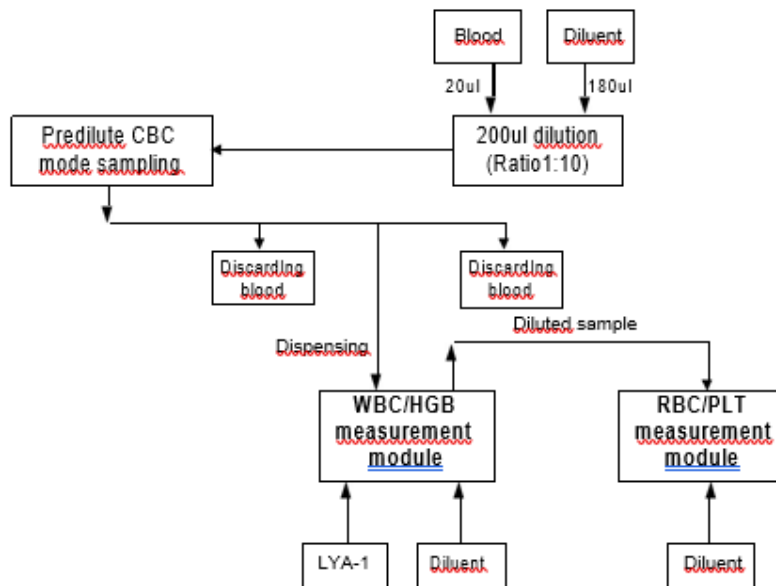 Blood
Diluent
20ul
180ul
Predilute CBC
mode sampling
200ul dilution
(Ratio1:10)
Discarding
blood
Discarding
blood
Diluted sample
Dispensing
WBC/HGB
measurement
module
RBC/PLT
measurement
module
LYA-1
Diluent
Diluent